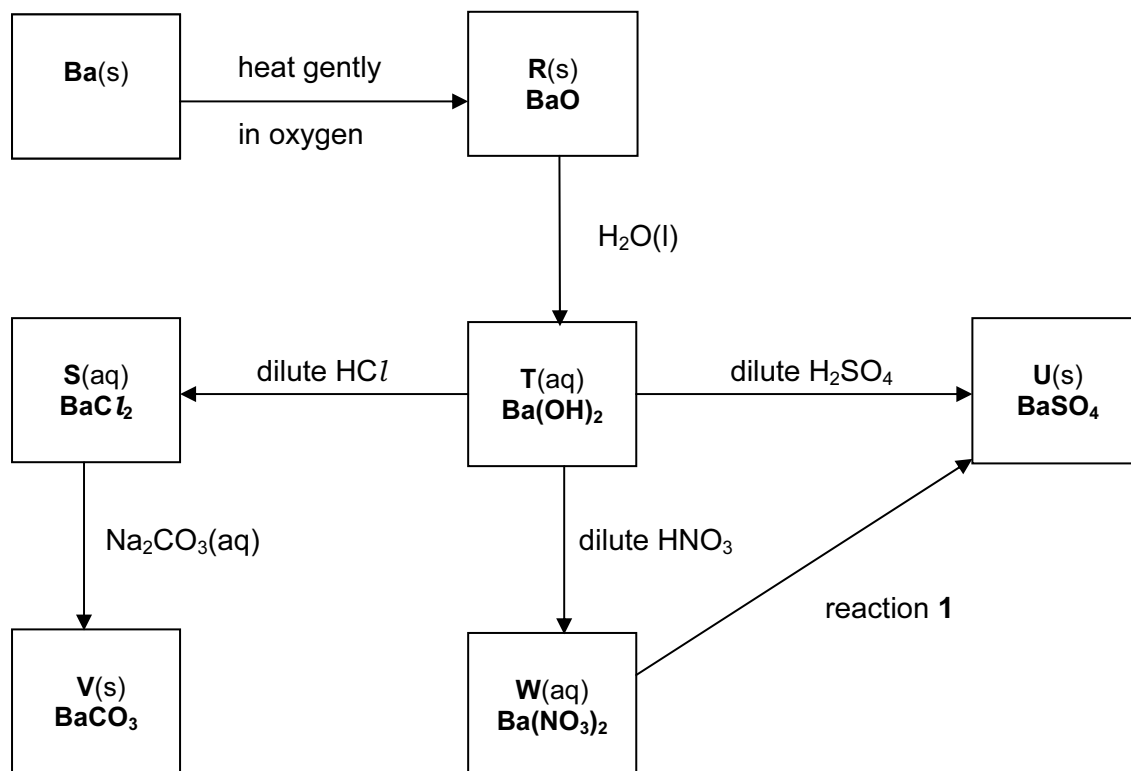 Ba(s)
heat gently
in oxygen
R(s)
BaO
H₂O(l)
S(aq)
BaCl₂
dilute HCl
T(aq)
Ba(OH)₂
dilute H₂SO₄
U(s)
BaSO₄
Na₂CO₃(aq)
dilute HNO₃
reaction 1
V(s)
BaCO₃
W(aq)
Ba(NO₃)₂